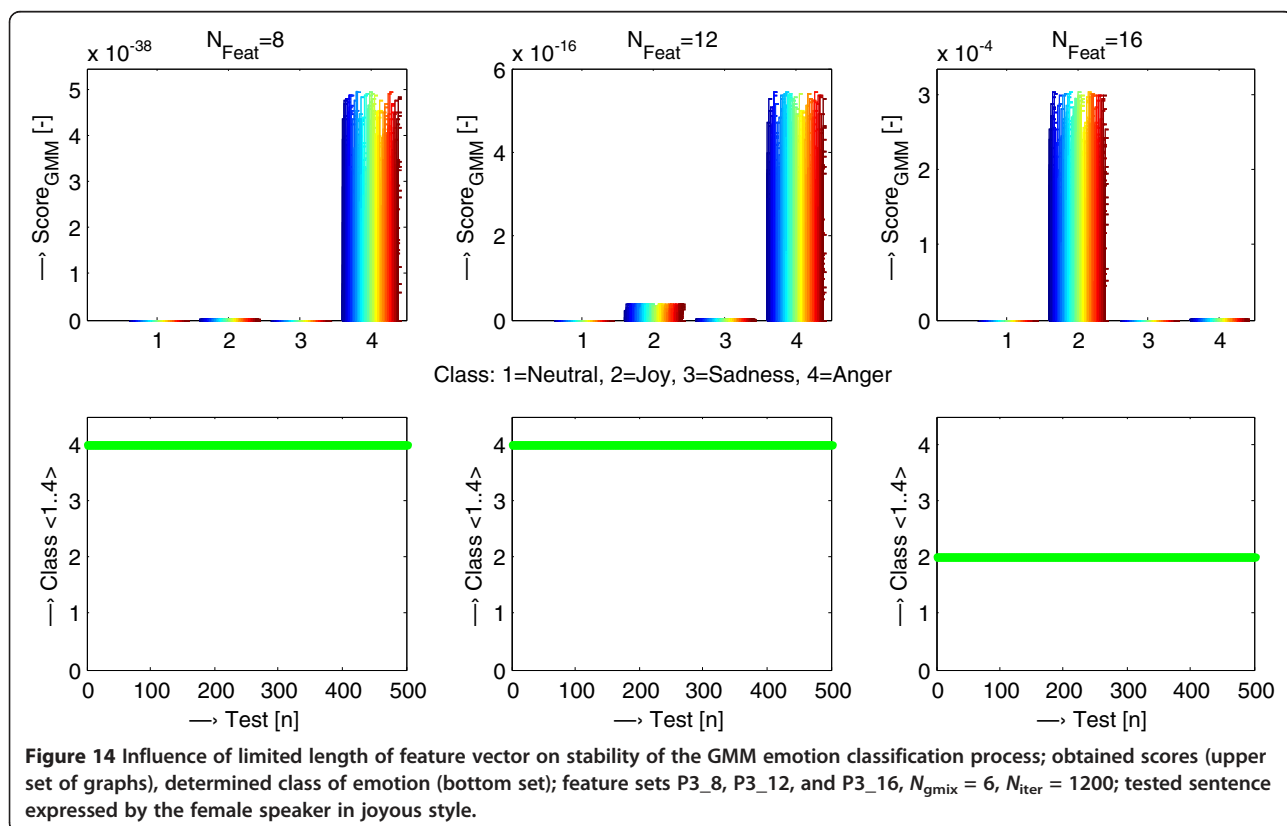 x 10^-38 N_Feat=8
x 10^-16 N_Feat=12
x 10^-4 N_Feat=16
→ Score_GMM [-]
5
4
3
2
1
0
1 2 3 4
→ Score_GMM [-]
6
4
2
0
1 2 3 4
→ Score_GMM [-]
3
2
1
0
1 2 3 4
Class: 1=Neutral, 2=Joy, 3=Sadness, 4=Anger
→ Class <1..4>
4
3
2
1
0
0 100 200 300 400 500
→ Test [n]
→ Class <1..4>
4
3
2
1
0
0 100 200 300 400 500
→ Test [n]
→ Class <1..4>
4
3
2
1
0
0 100 200 300 400 500
→ Test [n]
Figure 14 Influence of limited length of feature vector on stability of the GMM emotion classification process; obtained scores (upper
set of graphs), determined class of emotion (bottom set); feature sets P3_8, P3_12, and P3_16, N_gmix = 6, N_iter = 1200; tested sentence
expressed by the female speaker in joyous style.